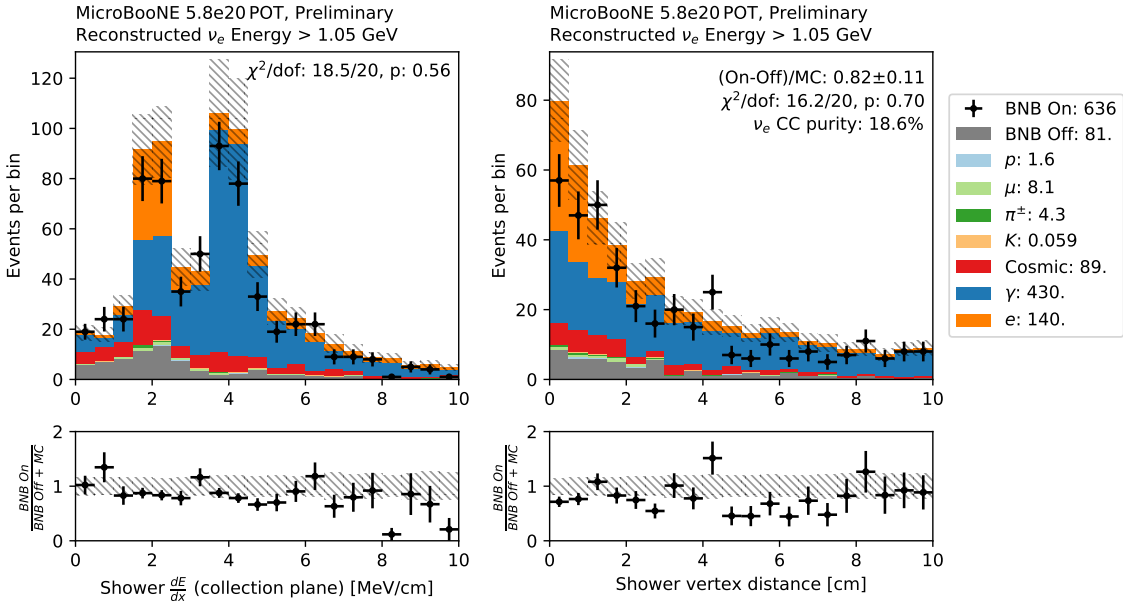 MicroBooNE 5.8e20 POT, Preliminary
Reconstructed νₑ Energy > 1.05 GeV
χ²/dof: 18.5/20, p: 0.56
Events per bin
120
100
80
60
40
20
0
0 2 4 6 8 10
2
1
0
BNB On / BNB Off + MC
0 2 4 6 8 10
Shower dE/dx (collection plane) [MeV/cm]
MicroBooNE 5.8e20 POT, Preliminary
Reconstructed νₑ Energy > 1.05 GeV
(On-Off)/MC: 0.82±0.11
χ²/dof: 16.2/20, p: 0.70
νₑ CC purity: 18.6%
Events per bin
80
60
40
20
0
0 2 4 6 8 10
2
1
0
BNB On / BNB Off + MC
0 2 4 6 8 10
Shower vertex distance [cm]
BNB On: 636
BNB Off: 81.
p: 1.6
μ: 8.1
π±: 4.3
K: 0.059
Cosmic: 89.
γ: 430.
e: 140.